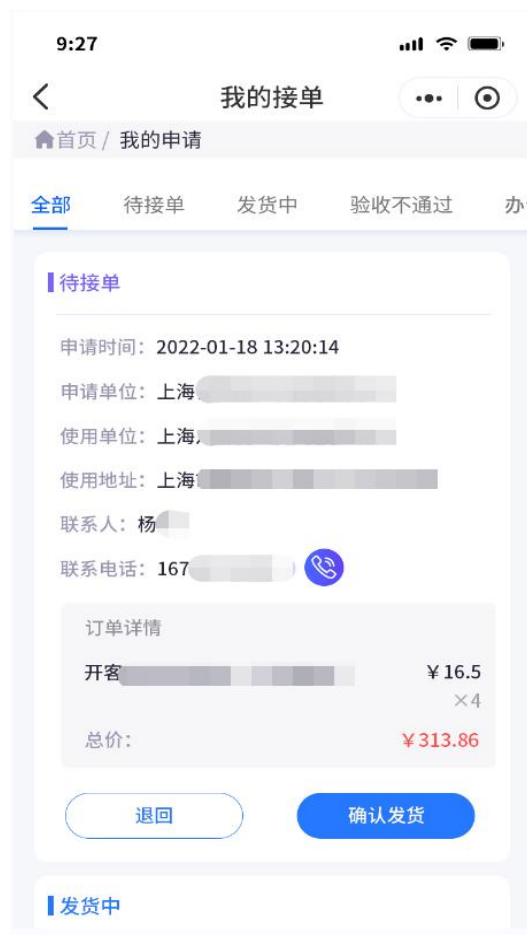 9:27
我的接单
首页 / 我的申请
全部 待接单 发货中 验收不通过 办
待接单
申请时间：2022-01-18 13:20:14
申请单位：上海
使用单位：上海
使用地址：上海
联系人：杨
联系电话：167
订单详情
开客 ￥16.5
×4
总价： ￥313.86
退回 确认发货
发货中